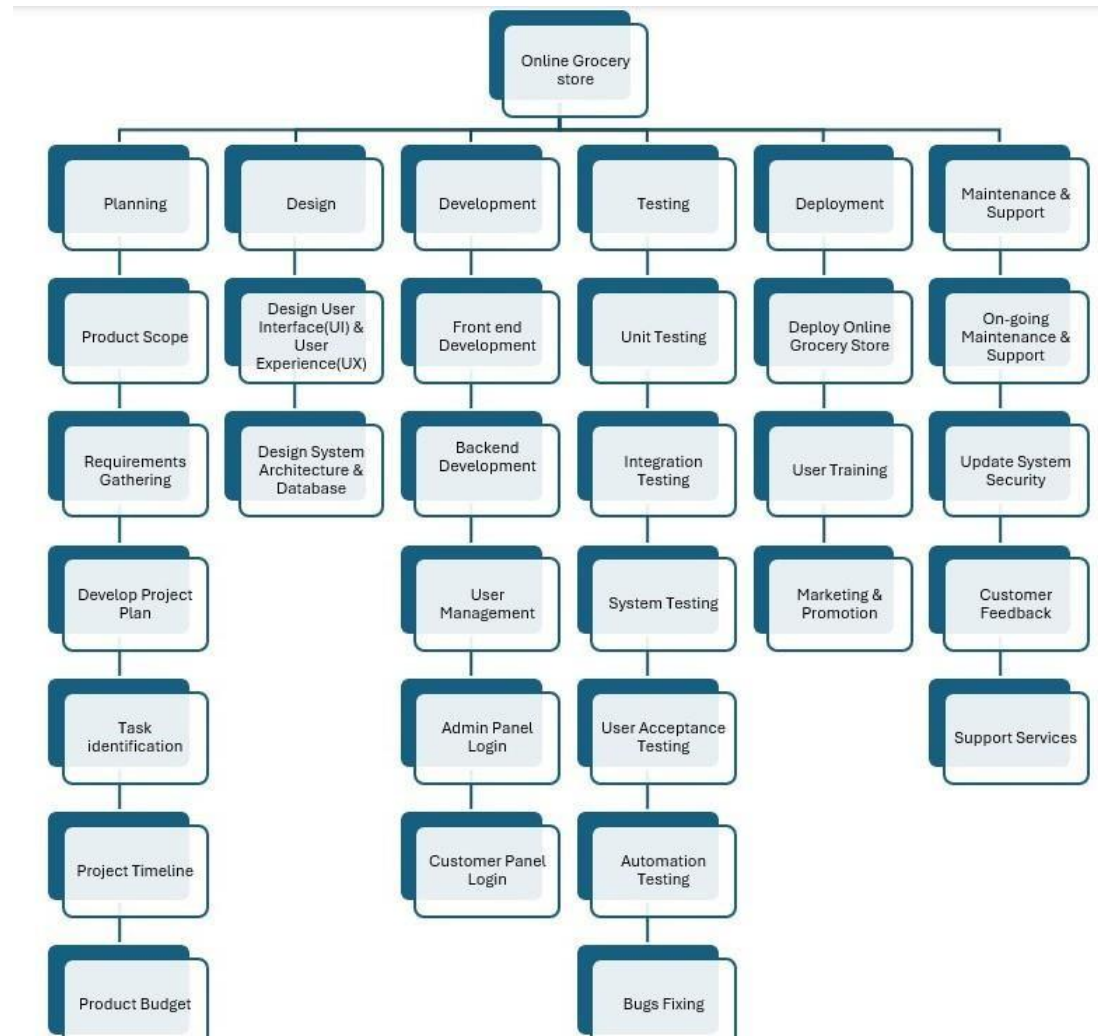 Online Grocery
store
Planning
Design
Development
Testing
Deployment
Maintenance &
Support
Product Scope
Design User
Interface(UI) &
User
Experience(UX)
Front end
Development
Unit Testing
Deploy Online
Grocery Store
On-going
Maintenance &
Support
Requirements
Gathering
Design System
Architecture &
Database
Backend
Development
Integration
Testing
User Training
Update System
Security
Develop Project
Plan
User
Management
System Testing
Marketing &
Promotion
Customer
Feedback
Task
identification
Admin Panel
Login
User Acceptance
Testing
Support Services
Project Timeline
Customer Panel
Login
Automation
Testing
Product Budget
Bugs Fixing